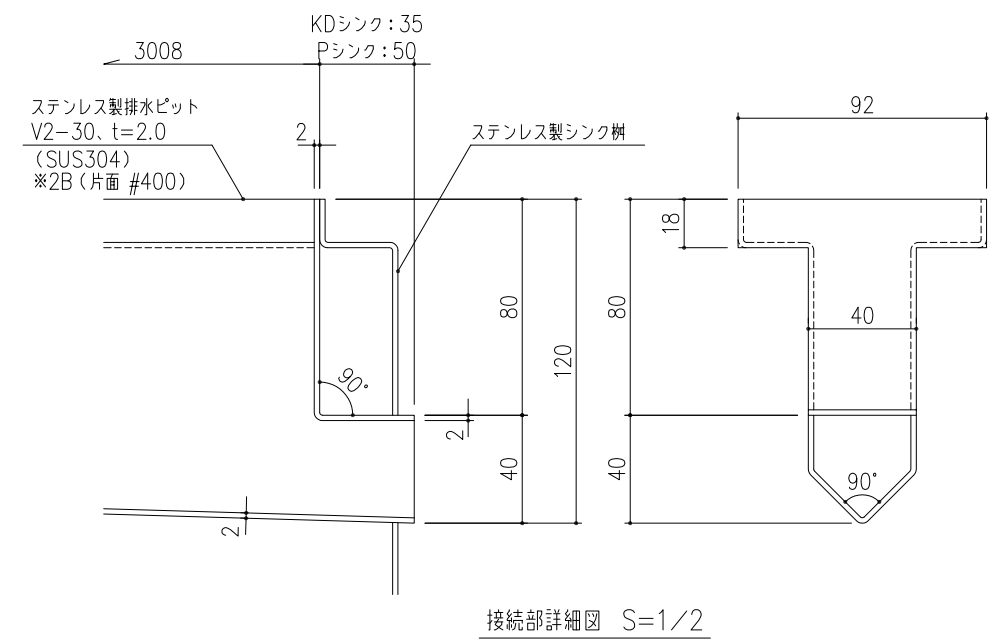 KDシンク：35
Pシンク：50
3008
ステンレス製排水ピット
V2-30、t=2.0
（SUS304）
※2B（片面 #400）
2
ステンレス製シンク桝
92
18
80
80
40
120
90°
2
40
40
90°
2
接続部詳細図 S=1/2